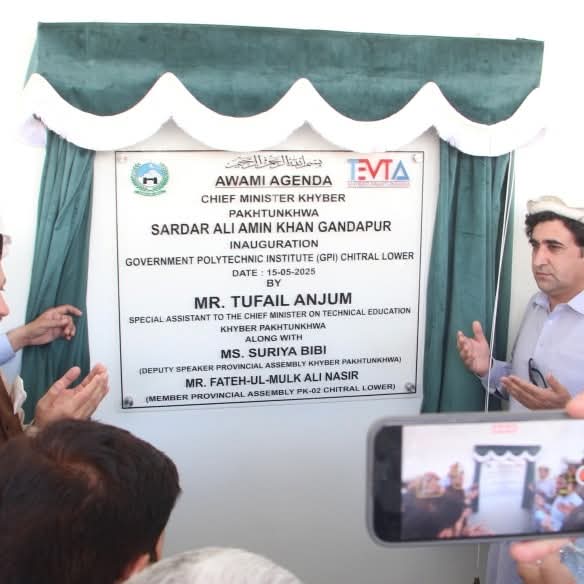 بسم الله الرحمن الرحيم
TEVTA
AWAMI AGENDA
CHIEF MINISTER KHYBER
PAKHTUNKHWA
SARDAR ALI AMIN KHAN GANDAPUR
INAUGURATION
GOVERNMENT POLYTECHNIC INSTITUTE (GPI) CHITRAL LOWER
DATE : 15-05-2025
BY
MR. TUFAIL ANJUM
SPECIAL ASSISTANT TO THE CHIEF MINISTER ON TECHNICAL EDUCATION
KHYBER PAKHTUNKHWA
ALONG WITH
MS. SURIYA BIBI
(DEPUTY SPEAKER PROVINCIAL ASSEMBLY KHYBER PAKHTUNKHWA)
MR. FATEH-UL-MULK ALI NASIR
(MEMBER PROVINCIAL ASSEMBLY PK-02 CHITRAL LOWER)